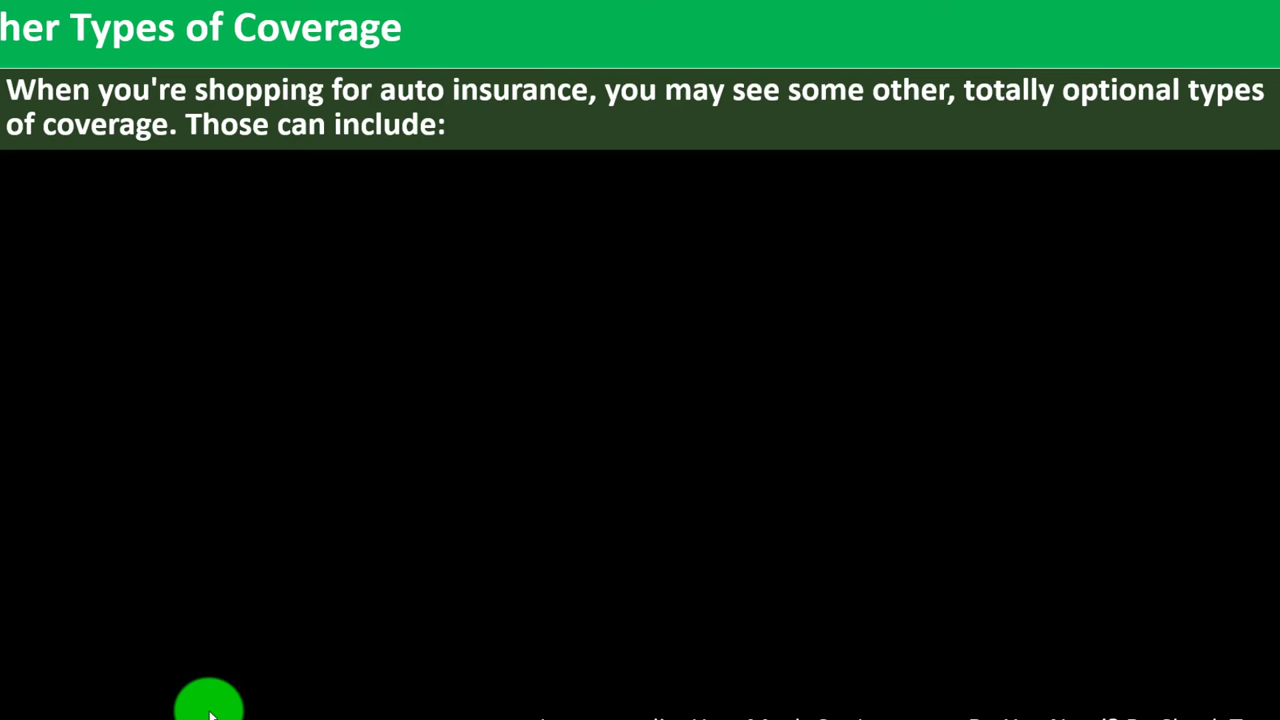 her Types of Coverage
When you're shopping for auto insurance, you may see some other, totally optional types
of coverage. Those can include: